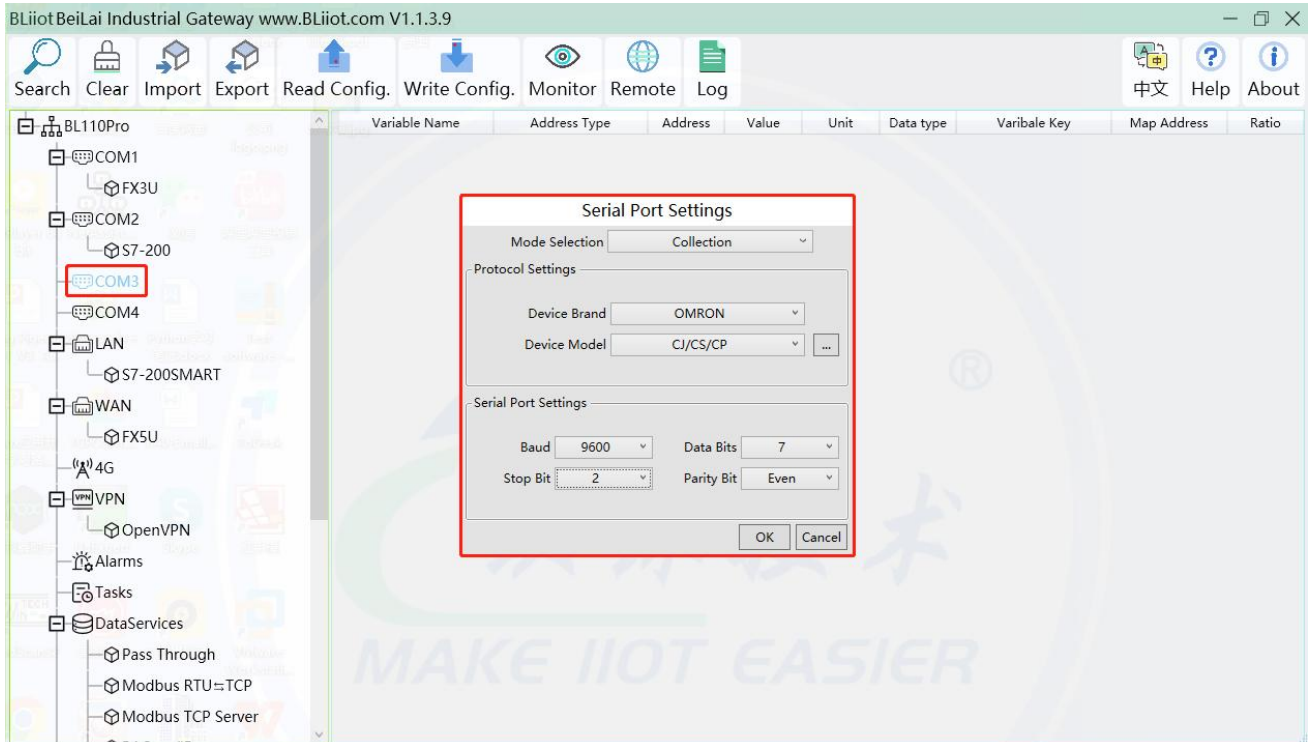 BLiiot BeiLai Industrial Gateway www.BLiiot.com V1.1.3.9
Search Clear Import Export Read Config. Write Config. Monitor Remote Log 中文 Help About
Variable Name Address Type Address Value Unit Data type Varibale Key Map Address Ratio
BL110Pro
COM1
FX3U
COM2
S7-200
COM3
COM4
LAN
S7-200SMART
WAN
FX5U
4G
VPN VPN
OpenVPN
Alarms
Tasks
DataServices
Pass Through
Modbus RTU⇆TCP
Modbus TCP Server
Serial Port Settings
Mode Selection Collection
Protocol Settings
Device Brand OMRON
Device Model CJ/CS/CP ...
Serial Port Settings
Baud 9600 Data Bits 7
Stop Bit 2 Parity Bit Even
OK Cancel
®
MAKE IIOT EASIER